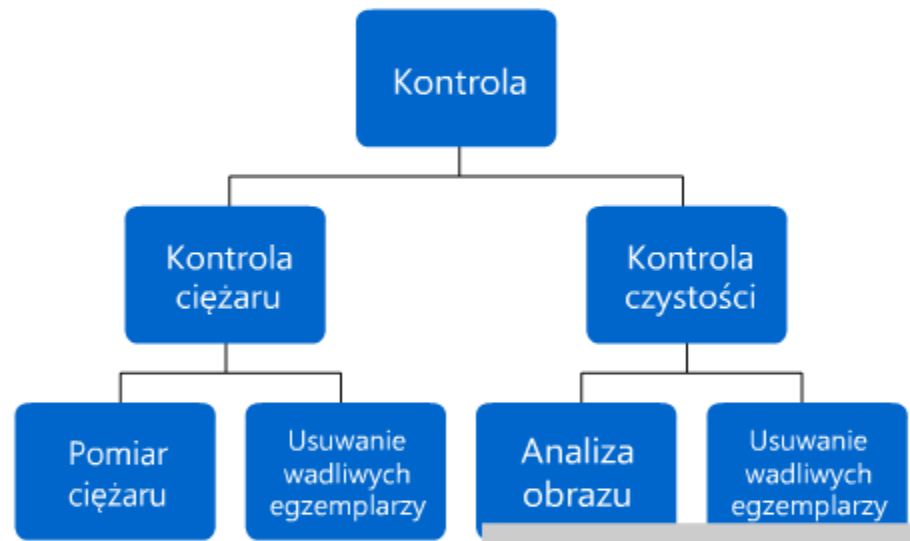 Kontrola
Kontrola
ciężaru
Kontrola
czystości
Pomiar
ciężaru
Usuwanie
wadliwych
egzemplarzy
Analiza
obrazu
Usuwanie
wadliwych
egzemplarzy